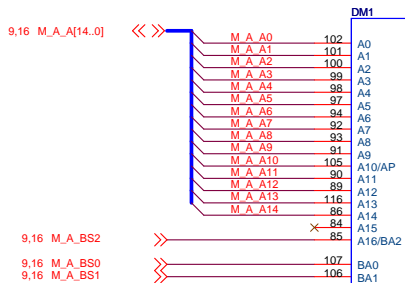 DM1
9,16 M_A_A[14..0]
M_A_A0 102 A0
M_A_A1 101 A1
M_A_A2 100 A2
M_A_A3 99 A3
M_A_A4 98 A4
M_A_A5 97 A5
M_A_A6 94 A6
M_A_A7 92 A7
M_A_A8 93 A8
M_A_A9 91 A9
M_A_A10 105 A10/AP
M_A_A11 90 A11
M_A_A12 89 A12
M_A_A13 116 A13
M_A_A14 86 A14
84 A15
9,16 M_A_BS2 85 A16/BA2
9,16 M_A_BS0 107 BA0
9,16 M_A_BS1 106 BA1